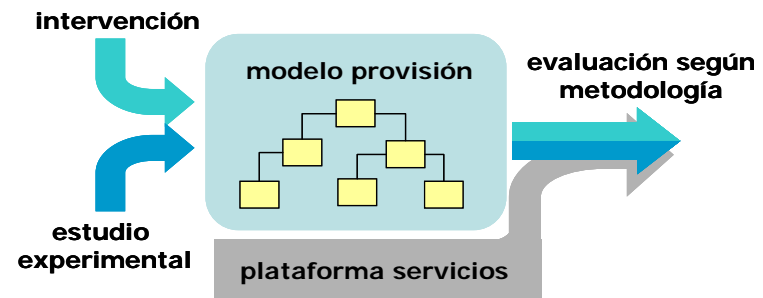 intervención
modelo provisión
evaluación según
metodología
estudio
experimental
plataforma servicios